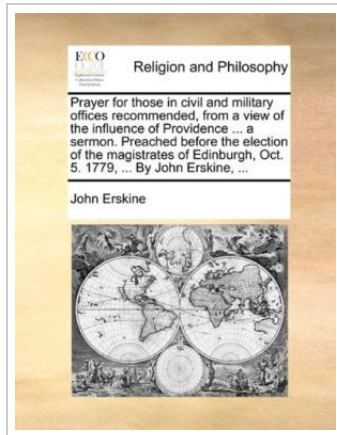 ECCO
Religion and Philosophy
Prayer for those in civil and military
offices recommended, from a view of
the influence of Providence ... a
sermon. Preached before the election
of the magistrates of Edinburgh, Oct.
5. 1779, ... By John Erskine, ...
John Erskine